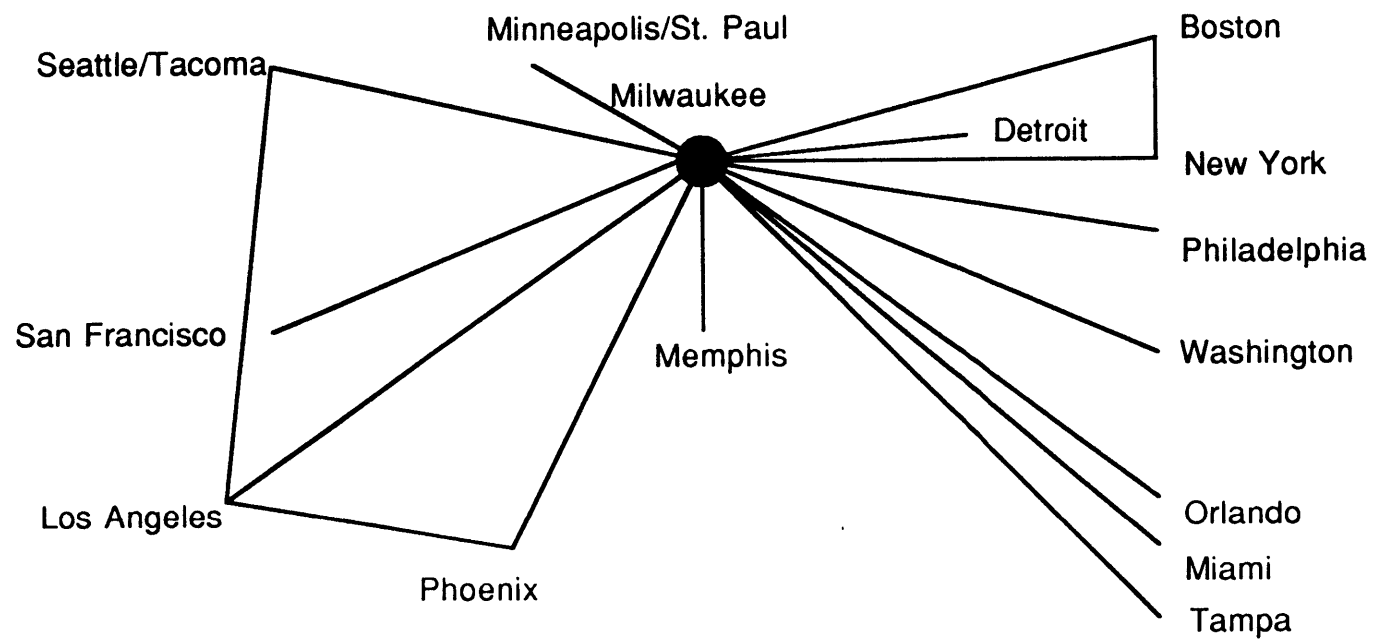 Minneapolis/St. Paul
Boston
Seattle/Tacoma
Milwaukee
Detroit
New York
Philadelphia
San Francisco
Memphis
Washington
Los Angeles
Orlando
Phoenix
Miami
Tampa